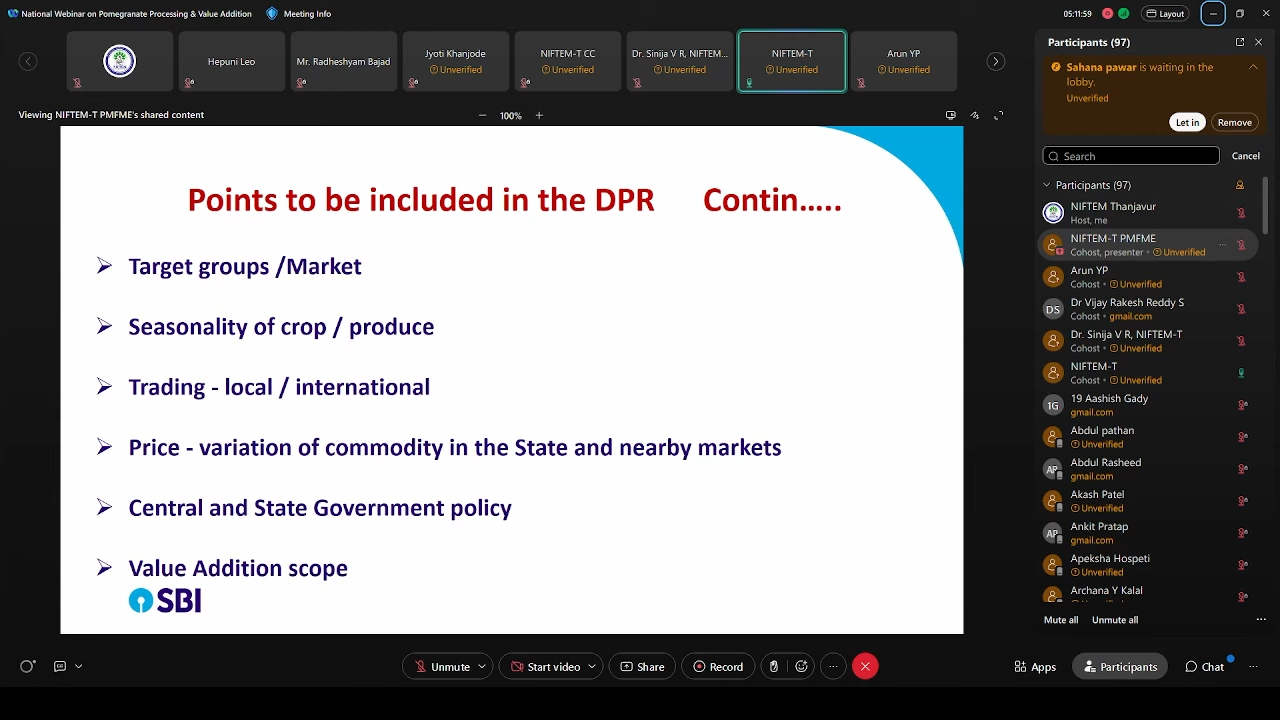 National Webinar on Pomegranate Processing & Value Addition
Meeting Info
05:11:59
Layout
Hepuni Leo
Mr. Radheshyam Bajad
Jyoti Khanjode
Unverified
NIFTEM-T CC
Unverified
Dr. Sinija V R, NIFTEM...
Unverified
NIFTEM-T
Unverified
Arun YP
Unverified
Viewing NIFTEM-T PMFME's shared content
100%
Points to be included in the DPR Contin.....
Target groups /Market
Seasonality of crop / produce
Trading - local / international
Price - variation of commodity in the State and nearby markets
Central and State Government policy
Value Addition scope
SBI
Participants (97)
Sahana pawar is waiting in the
lobby.
Unverified
Let in
Remove
Search
Cancel
Participants (97)
NIFTEM Thanjavur
Host, me
NIFTEM-T PMFME
Cohost, presenter • Unverified
Arun YP
Cohost • Unverified
DS
Dr Vijay Rakesh Reddy S
Cohost • gmail.com
Dr. Sinija V R, NIFTEM-T
Cohost • Unverified
NIFTEM-T
Cohost • Unverified
1G
19 Aashish Gady
gmail.com
Abdul pathan
Unverified
AR
Abdul Rasheed
gmail.com
Akash Patel
Unverified
AP
Ankit Pratap
gmail.com
Apeksha Hospeti
Unverified
Archana Y Kalal
Mute all
Unmute all
Unmute
Start video
Share
Record
Apps
Participants
Chat